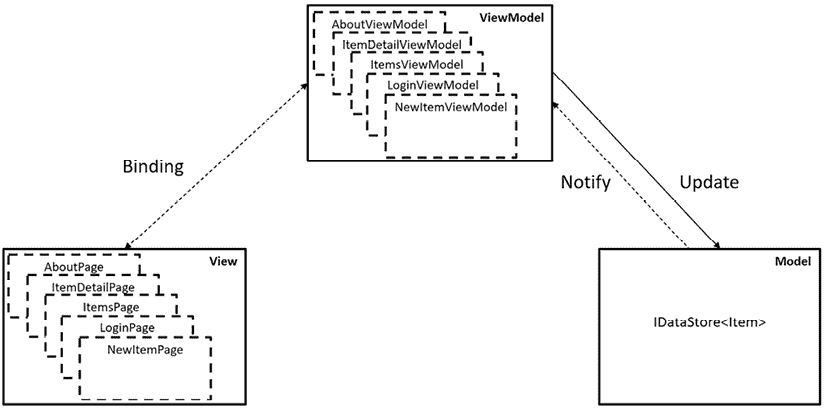 ViewModel
AboutViewModel
ItemDetailViewModel
ItemsViewModel
LoginViewModel
NewItemViewModel
Binding
Notify
Update
View
AboutPage
ItemDetailPage
ItemsPage
LoginPage
NewItemPage
Model
IDataStore<Item>